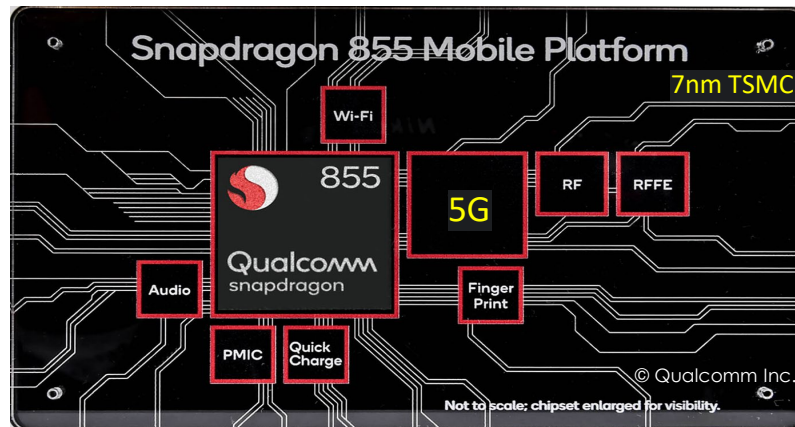 Snapdragon 855 Mobile Platform
7nm TSMC
Wi-Fi
855
Qualcomm
snapdragon
5G
RF
RFFE
Audio
Finger
Print
PMIC
Quick
Charge
© Qualcomm Inc.
Not to scale; chipset enlarged for visibility.